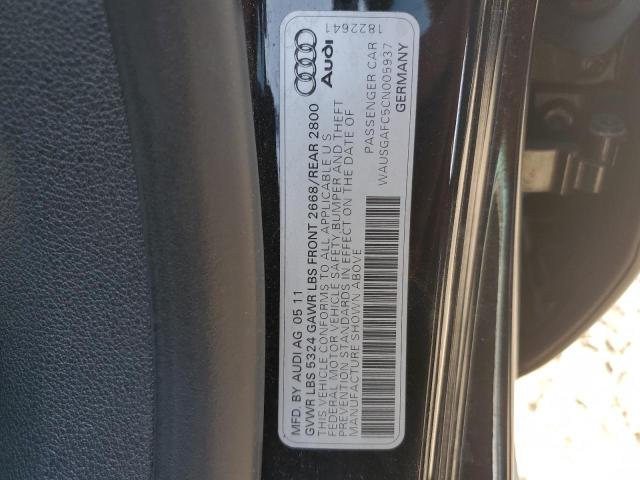 1822641
Audi
MFD. BY AUDI AG 05 11
GVWR LBS 5324 GAWR LBS FRONT 2668/REAR 2800
THIS VEHICLE CONFORMS TO ALL APPLICABLE U S
FEDERAL MOTOR VEHICLE SAFETY, BUMPER AND THEFT
PREVENTION STANDARDS IN EFFECT ON THE DATE OF
MANUFACTURE SHOWN ABOVE
PASSENGER CAR
WAUSGAFC5CN005937
GERMANY